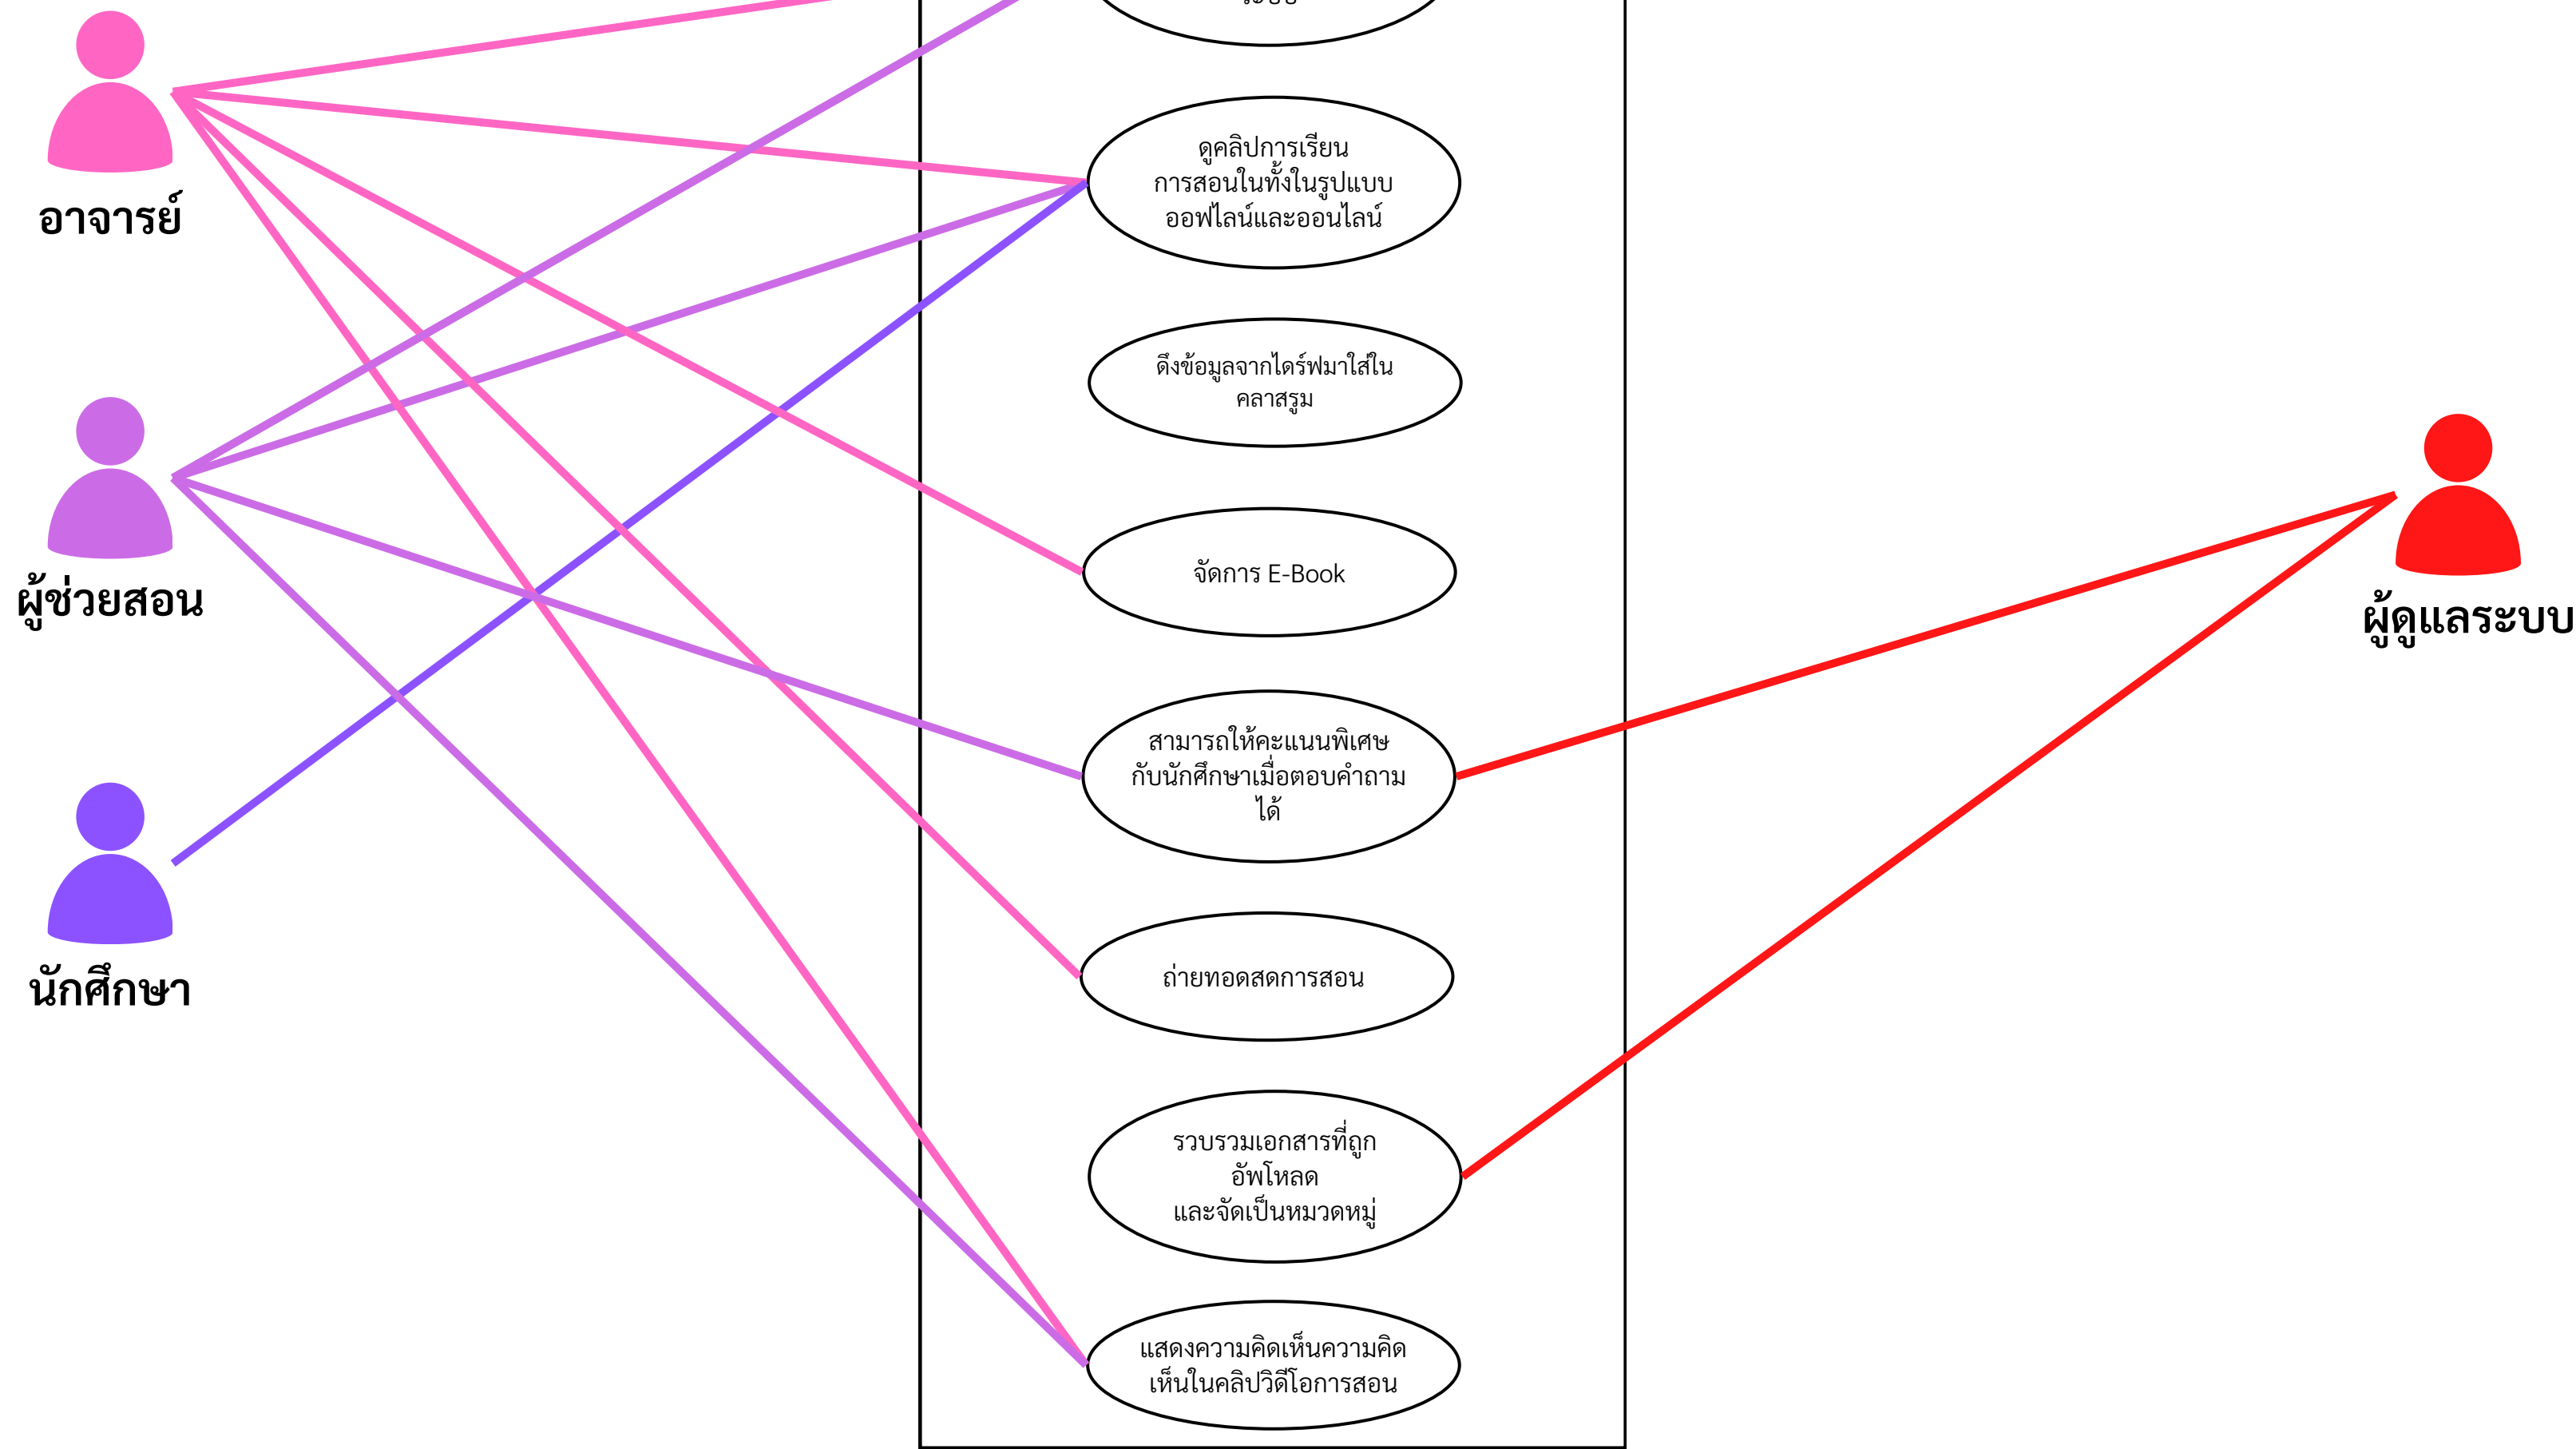 อาจารย์
ผู้ช่วยสอน
นักศึกษา
ดูคลิปการเรียน
การสอนในทั้งในรูปแบบ
ออฟไลน์และออนไลน์
ดึงข้อมูลจากไดร์ฟมาใส่ใน
คลาสรูม
จัดการ E-Book
สามารถให้คะแนนพิเศษ
กับนักศึกษาเมื่อตอบคำถาม
ได้
ถ่ายทอดสดการสอน
รวบรวมเอกสารที่ถูก
อัพโหลด
และจัดเป็นหมวดหมู่
แสดงความคิดเห็นความคิด
เห็นในคลิปวิดีโอการสอน
ผู้ดูแลระบบ